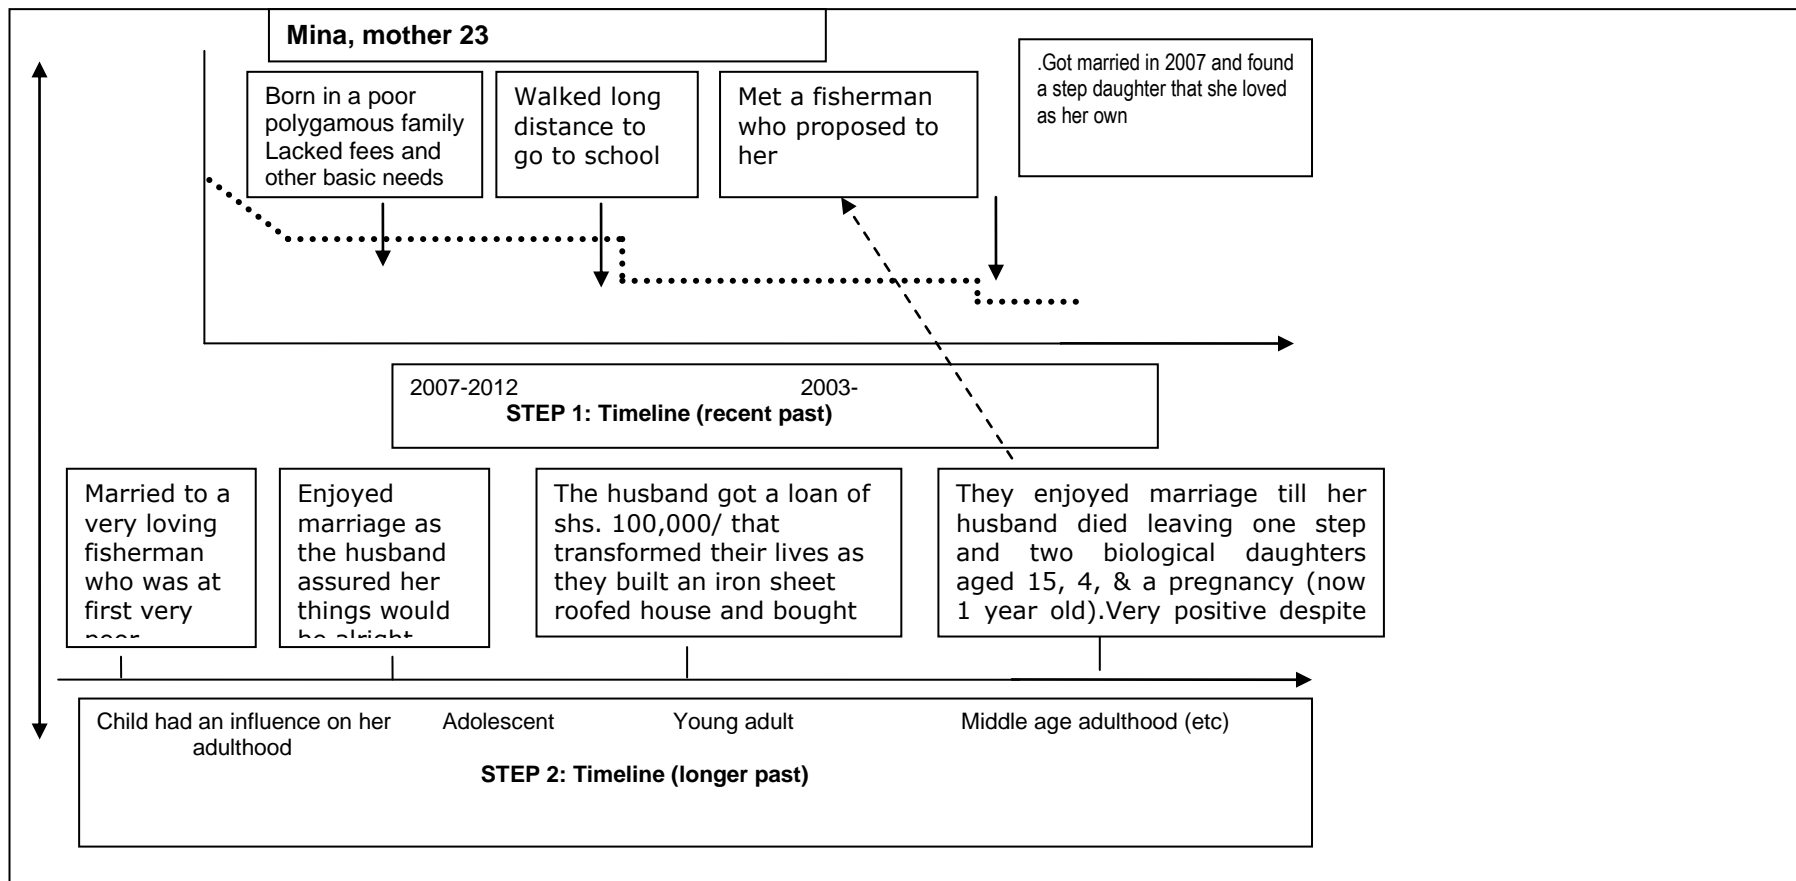 Mina, mother 23
Born in a poor
polygamous family
Lacked fees and
other basic needs
Walked long
distance to
go to school
Met a fisherman
who proposed to
her
.Got married in 2007 and found
a step daughter that she loved
as her own
2007-2012 2003-
STEP 1: Timeline (recent past)
Married to a
very loving
fisherman
who was at
first very
poor
Enjoyed
marriage as
the husband
assured her
things would
be alright
The husband got a loan of
shs. 100,000/ that
transformed their lives as
they built an iron sheet
roofed house and bought
They enjoyed marriage till her
husband died leaving one step
and two biological daughters
aged 15, 4, & a pregnancy (now
1 year old).Very positive despite
Child had an influence on her
adulthood
Adolescent
Young adult
Middle age adulthood (etc)
STEP 2: Timeline (longer past)